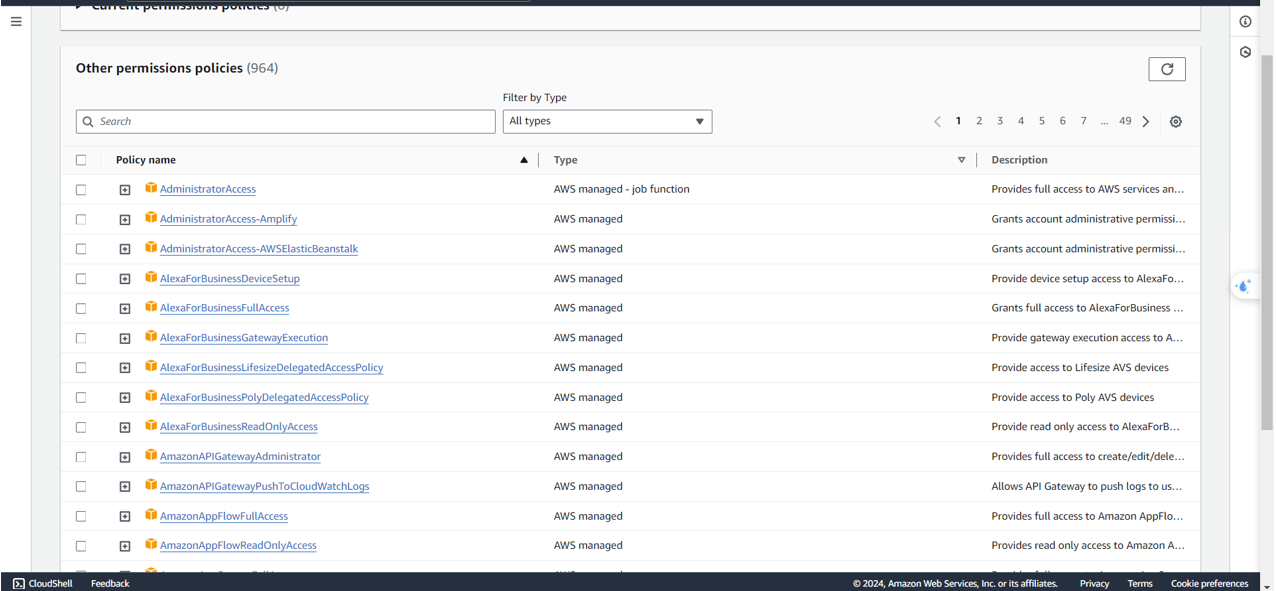 Current permissions policies (0)
Other permissions policies (964)
Filter by Type
Search
All types
1 2 3 4 5 6 7 ... 49
Policy name Type Description
AdministratorAccess AWS managed - job function Provides full access to AWS services an...
AdministratorAccess-Amplify AWS managed Grants account administrative permissi...
AdministratorAccess-AWSElasticBeanstalk AWS managed Grants account administrative permissi...
AlexaForBusinessDeviceSetup AWS managed Provide device setup access to AlexaFo...
AlexaForBusinessFullAccess AWS managed Grants full access to AlexaForBusiness ...
AlexaForBusinessGatewayExecution AWS managed Provide gateway execution access to A...
AlexaForBusinessLifesizeDelegatedAccessPolicy AWS managed Provide access to Lifesize AVS devices
AlexaForBusinessPolyDelegatedAccessPolicy AWS managed Provide access to Poly AVS devices
AlexaForBusinessReadOnlyAccess AWS managed Provide read only access to AlexaForB...
AmazonAPIGatewayAdministrator AWS managed Provides full access to create/edit/dele...
AmazonAPIGatewayPushToCloudWatchLogs AWS managed Allows API Gateway to push logs to us...
AmazonAppFlowFullAccess AWS managed Provides full access to Amazon AppFlo...
AmazonAppFlowReadOnlyAccess AWS managed Provides read only access to Amazon A...
CloudShell Feedback © 2024, Amazon Web Services, Inc. or its affiliates. Privacy Terms Cookie preferences